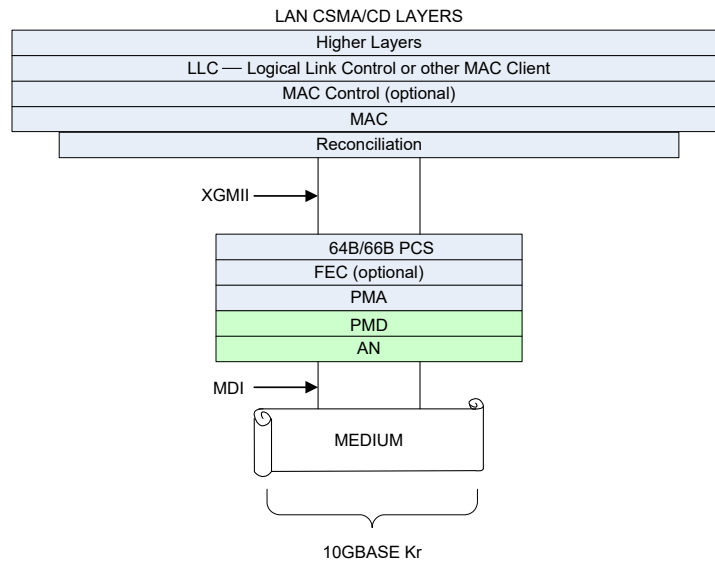 LAN CSMA/CD LAYERS
Higher Layers
LLC — Logical Link Control or other MAC Client
MAC Control (optional)
MAC
Reconciliation
XGMII
64B/66B PCS
FEC (optional)
PMA
PMD
AN
MDI
MEDIUM
10GBASE Kr